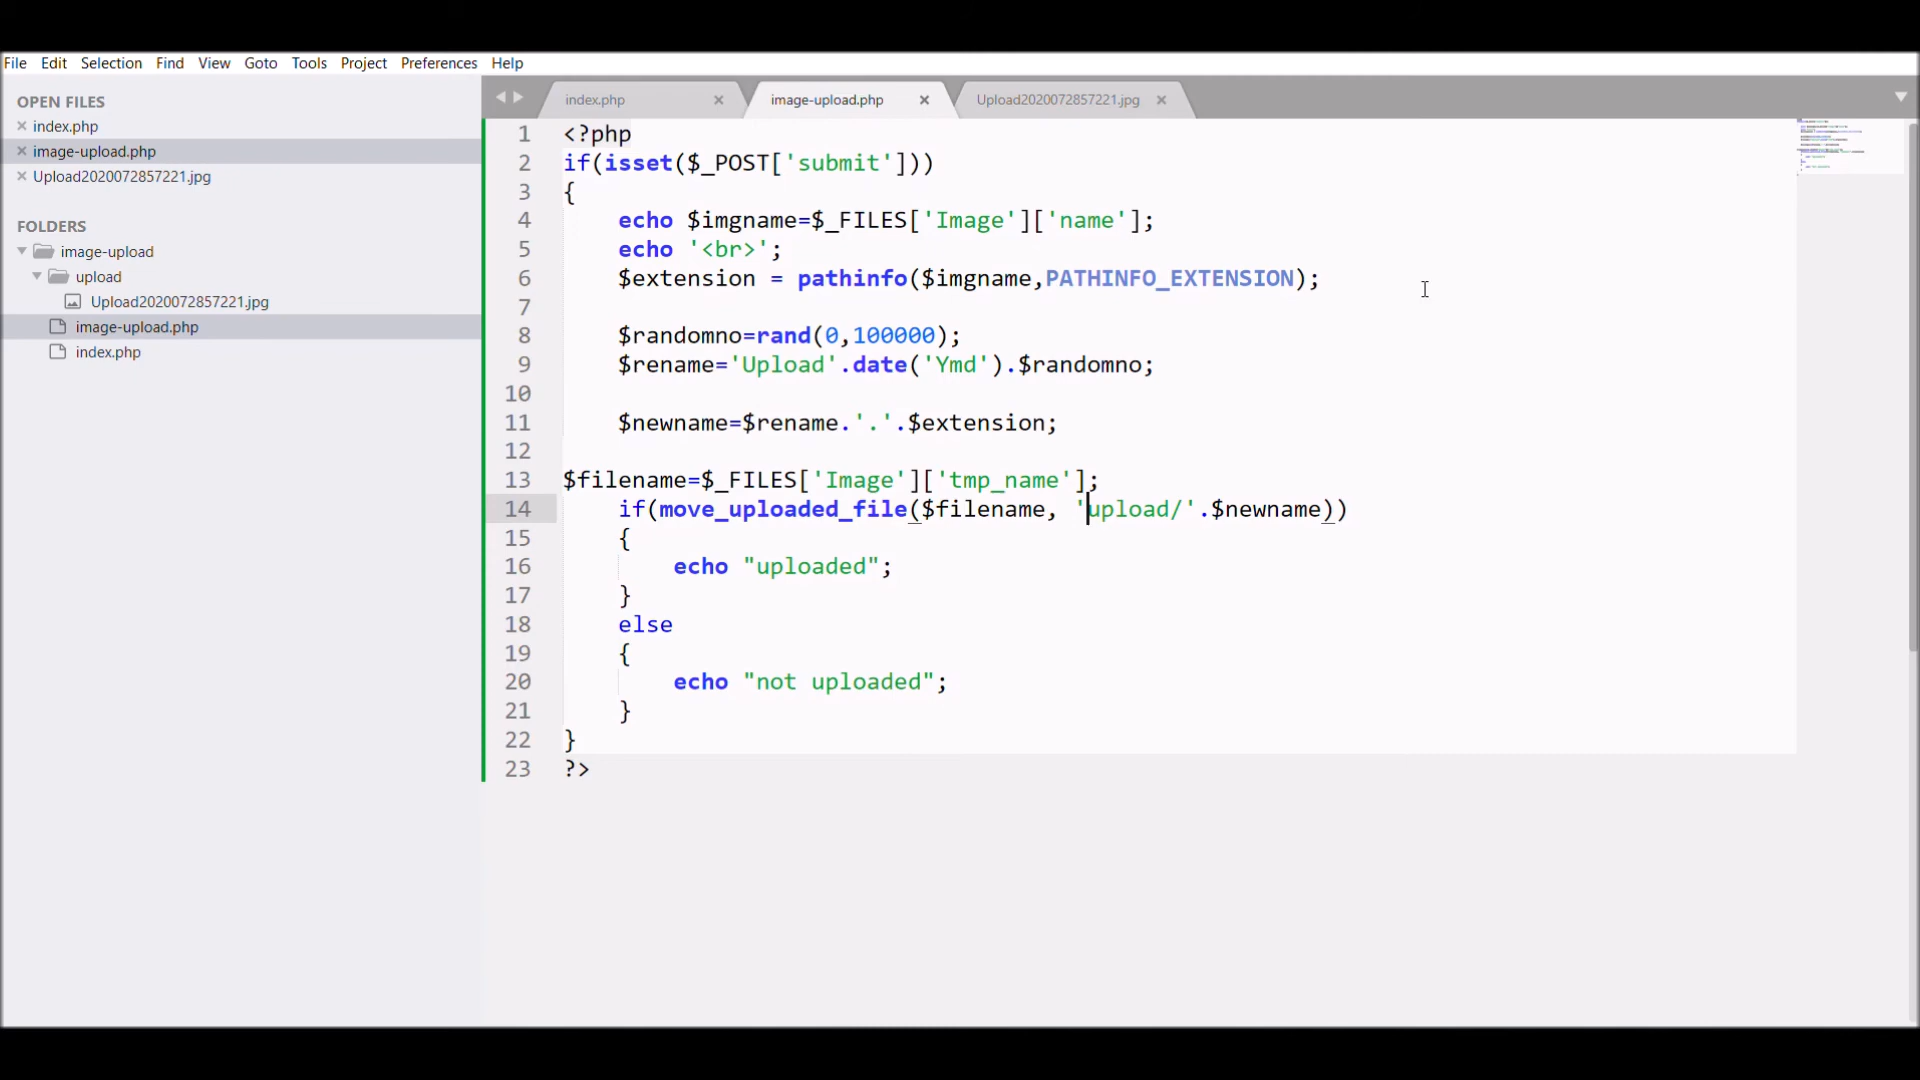 File Edit Selection Find View Goto Tools Project Preferences Help
OPEN FILES
index.php
image-upload.php
Upload2020072857221.jpg
FOLDERS
image-upload
upload
Upload2020072857221.jpg
image-upload.php
index.php
index.php image-upload.php Upload2020072857221.jpg
1 <?php
2 if(isset($_POST['submit']))
3 {
4 echo $imgname=$_FILES['Image']['name'];
5 echo '<br>';
6 $extension = pathinfo($imgname,PATHINFO_EXTENSION);
7
8 $randomno=rand(0,100000);
9 $rename='Upload'.date('Ymd').$randomno;
10
11 $newname=$rename.'.'.$extension;
12
13 $filename=$_FILES['Image']['tmp_name'];
14 if(move_uploaded_file($filename, 'upload/'.$newname))
15 {
16 echo "uploaded";
17 }
18 else
19 {
20 echo "not uploaded";
21 }
22 }
23 ?>